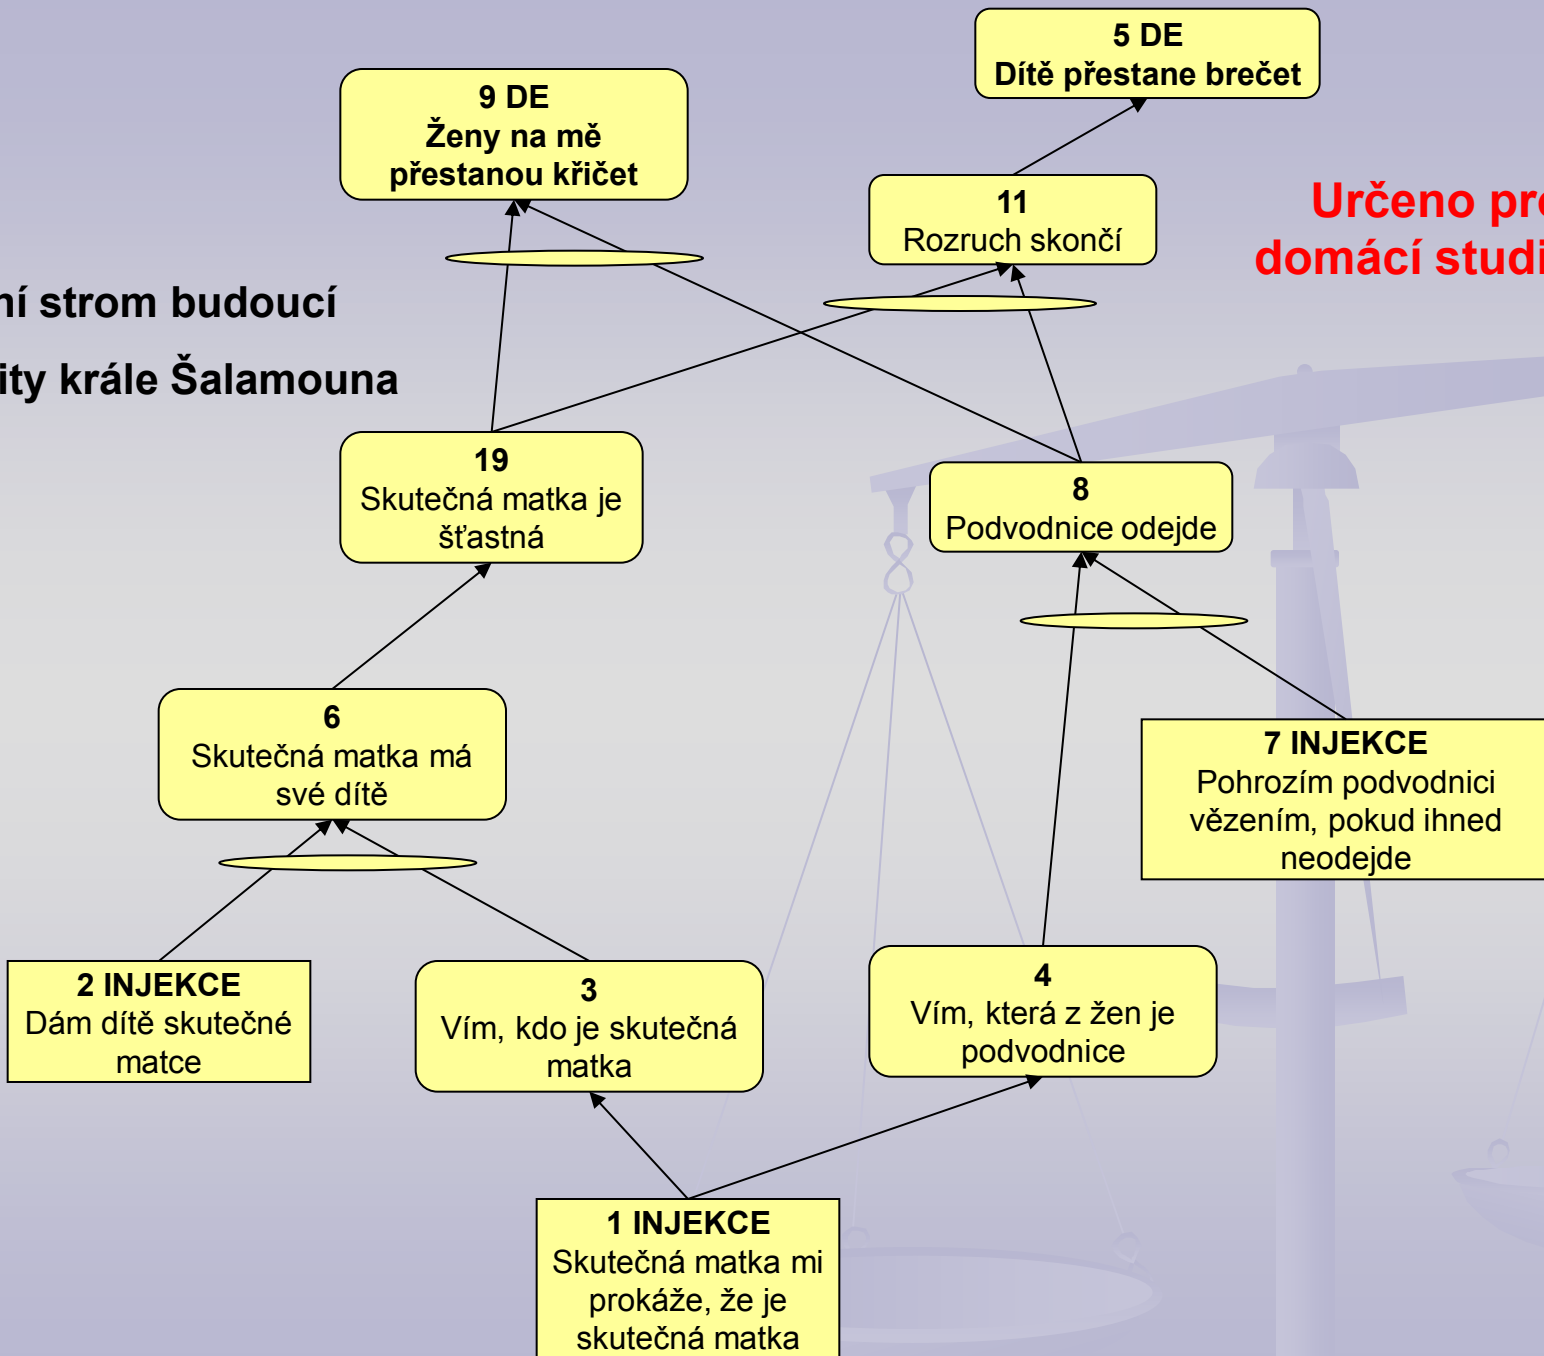 5 DE
Dítě přestane brečet
9 DE
Ženy na mě
přestanou křičet
11
Rozruch skončí
Určeno pro
domácí studi
ní strom budoucí
ity krále Šalamouna
19
Skutečná matka je
šťastná
8
Podvodnice odejde
6
Skutečná matka má
své dítě
7 INJEKCE
Pohrozím podvodnici
vězením, pokud ihned
neodejde
2 INJEKCE
Dám dítě skutečné
matce
3
Vím, kdo je skutečná
matka
4
Vím, která z žen je
podvodnice
1 INJEKCE
Skutečná matka mi
prokáže, že je
skutečná matka